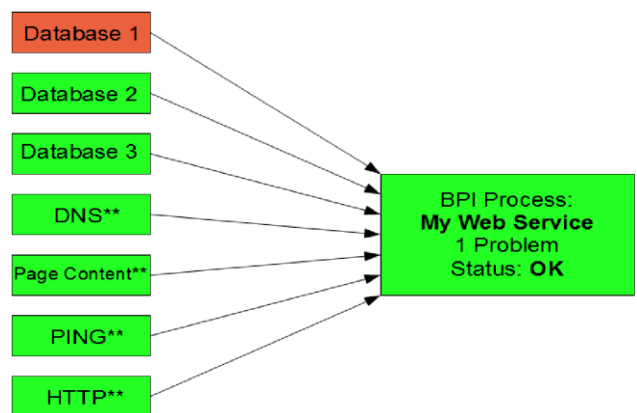 Database 1
Database 2
Database 3
DNS**
Page Content**
PING**
HTTP**
BPI Process:
My Web Service
1 Problem
Status: OK